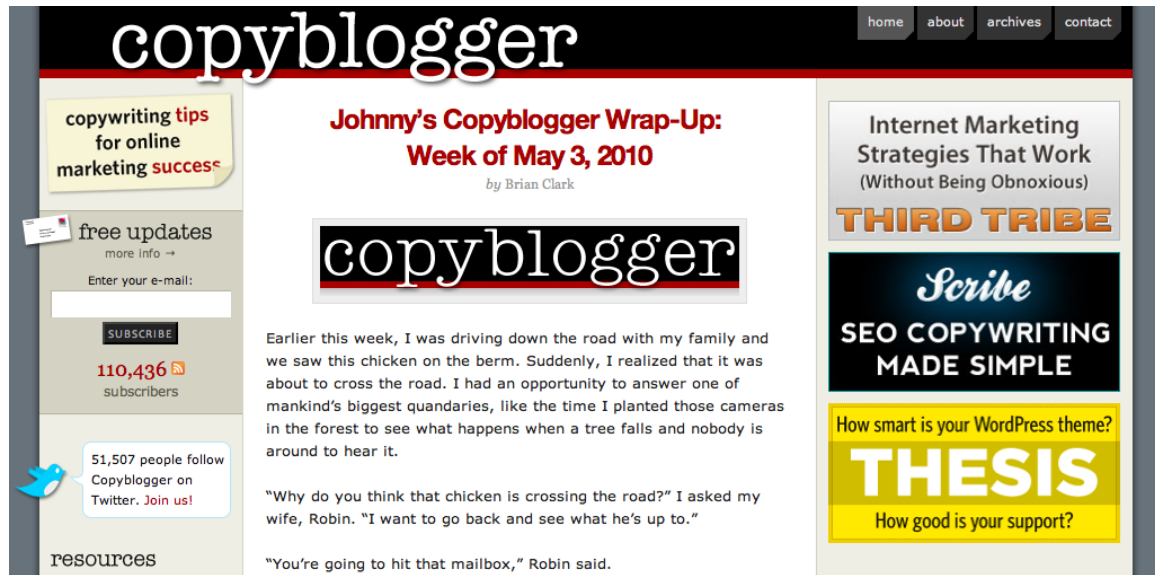 copyblogger
home about archives contact
copywriting tips
for online
marketing success
free updates
more info →
Enter your e-mail:
SUBSCRIBE
110,436
subscribers
51,507 people follow
Copyblogger on
Twitter. Join us!
resources
Johnny's Copyblogger Wrap-Up:
Week of May 3, 2010
by Brian Clark
copyblogger
Earlier this week, I was driving down the road with my family and
we saw this chicken on the berm. Suddenly, I realized that it was
about to cross the road. I had an opportunity to answer one of
mankind's biggest quandaries, like the time I planted those cameras
in the forest to see what happens when a tree falls and nobody is
around to hear it.
“Why do you think that chicken is crossing the road?” I asked my
wife, Robin. “I want to go back and see what he's up to.”
“You're going to hit that mailbox,” Robin said.
Internet Marketing
Strategies That Work
(Without Being Obnoxious)
THIRD TRIBE
Scribe
SEO COPYWRITING
MADE SIMPLE
How smart is your WordPress theme?
THESIS
How good is your support?